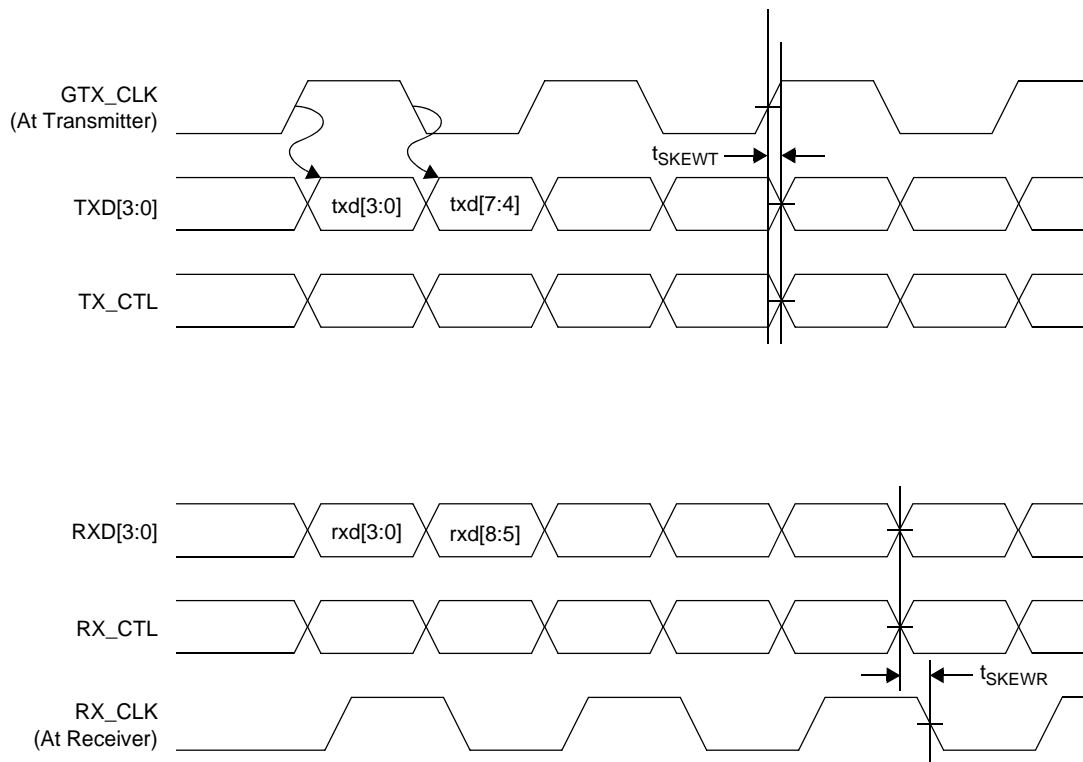 GTX_CLK
(At Transmitter)
tSKEWT
TXD[3:0]
txd[3:0]
txd[7:4]
TX_CTL
RXD[3:0]
rxd[3:0]
rxd[8:5]
RX_CTL
tSKEWR
RX_CLK
(At Receiver)